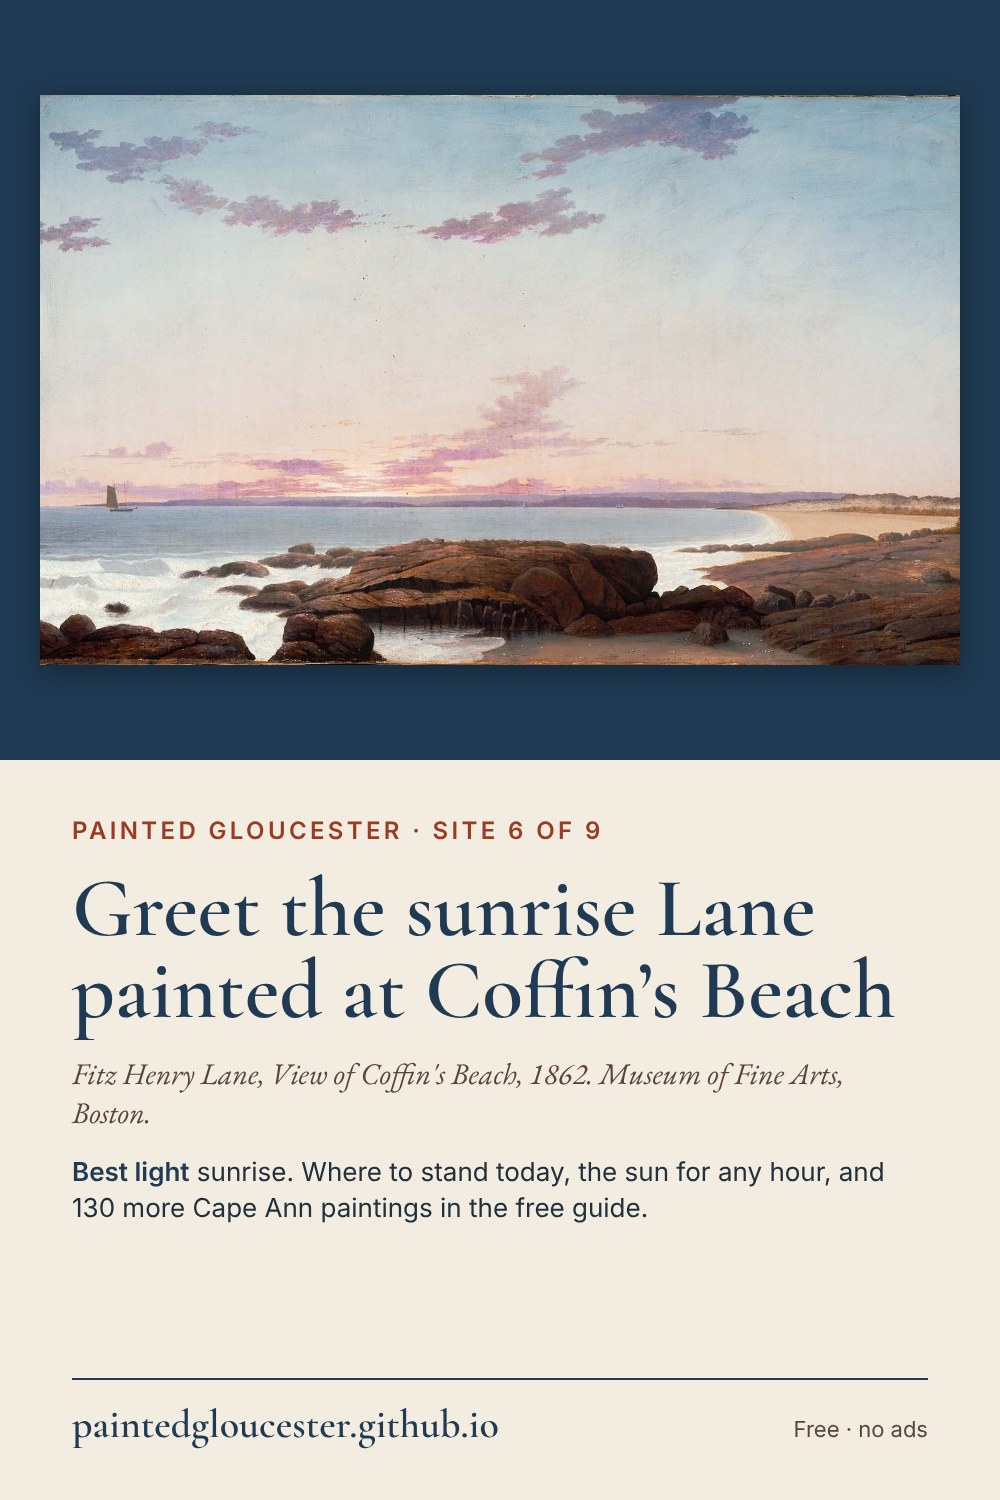 PAINTED GLOUCESTER · SITE 6 OF 9
Greet the sunrise Lane
painted at Coffin’s Beach
Fitz Henry Lane, View of Coffin's Beach, 1862. Museum of Fine Arts,
Boston.
Best light sunrise. Where to stand today, the sun for any hour, and
130 more Cape Ann paintings in the free guide.
paintedgloucester.github.io
Free · no ads